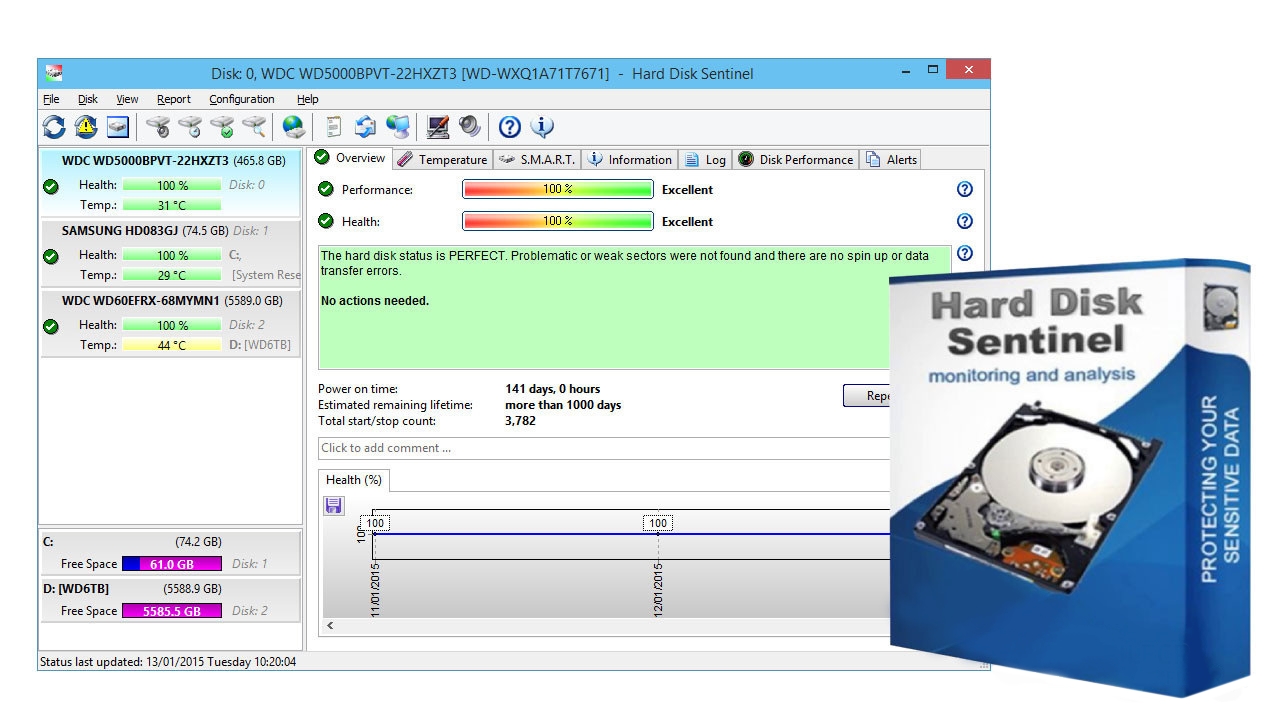 Disk: 0, WDC WD5000BPVT-22HXZT3 [WD-WXQ1A71T7671] - Hard Disk Sentinel
File Disk View Report Configuration Help
WDC WD5000BPVT-22HXZT3 (465.8 GB)
Health: 100 % Disk: 0
Temp.: 31 °C
SAMSUNG HD083GJ (74.5 GB) Disk: 1
Health: 100 % C:,
Temp.: 29 °C [System Rese
WDC WD60EFRX-68MYMN1 (5589.0 GB)
Health: 100 % Disk: 2
Temp.: 44 °C D: [WD6TB]
C: (74.2 GB)
Free Space 61.0 GB Disk: 1
D: [WD6TB] (5588.9 GB)
Free Space 5585.5 GB Disk: 2
Overview Temperature S.M.A.R.T. Information Log Disk Performance Alerts
Performance: 100 % Excellent
Health: 100 % Excellent
The hard disk status is PERFECT. Problematic or weak sectors were not found and there are no spin up or data
transfer errors.
No actions needed.
Power on time: 141 days, 0 hours
Estimated remaining lifetime: more than 1000 days
Total start/stop count: 3,782
Repe
Click to add comment ...
Health (%)
100 100
11/01/2015 12/01/2015
Status last updated: 13/01/2015 Tuesday 10:20:04
Hard Disk
Sentinel
monitoring and analysis
PROTECTING YOUR
SENSITIVE DATA